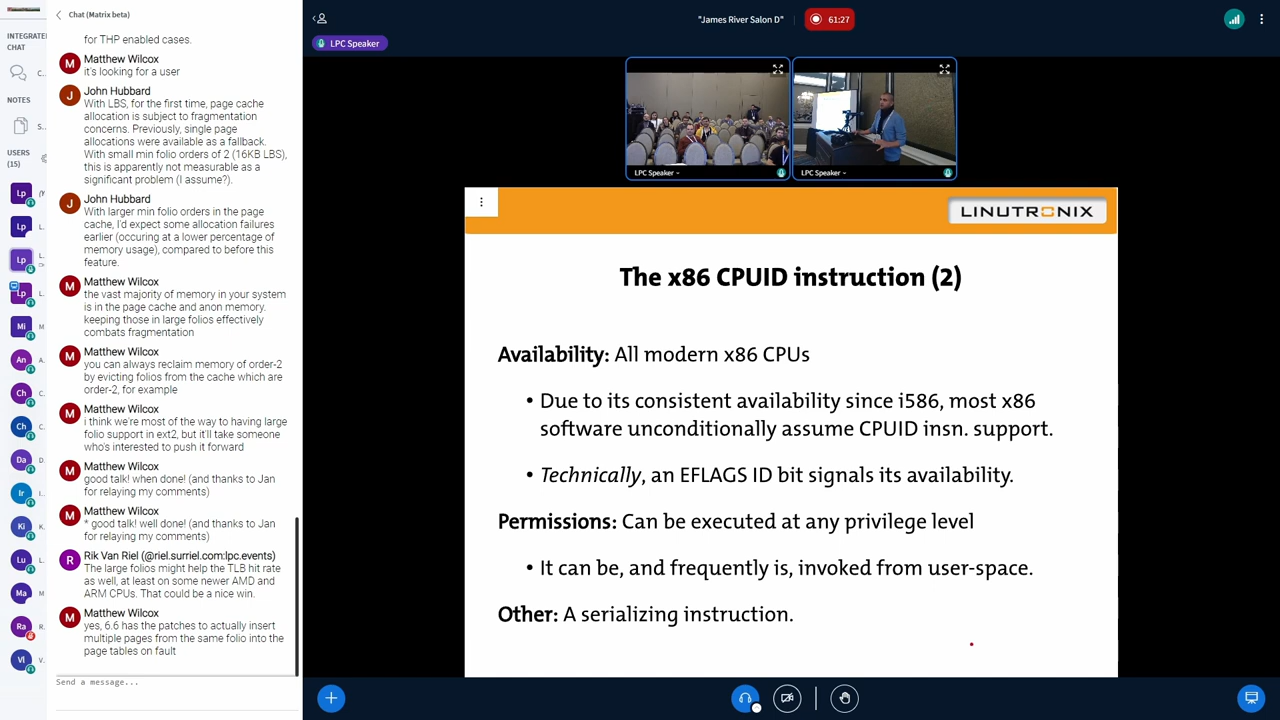 Chat (Matrix beta)
INTEGRATE
CHAT
C.
NOTES
S...
USERS
(15)
Lp
Lp
Lp
L.
Lp
L.
Mi
M
An
A.
Ch
C.
Ch
C.
Da
D.
Ir
I...
Ki
K.
Lu
L.
Ma
M
Ra
R.
Vl
V.
for THP enabled cases.
M
Matthew Wilcox
it's looking for a user
J
John Hubbard
With LBS, for the first time, page cache
allocation is subject to fragmentation
concerns. Previously, single page
allocations were available as a fallback.
With small min folio orders of 2 (16KB LBS),
this is apparently not measurable as a
significant problem (I assume?).
J
John Hubbard
With larger min folio orders in the page
cache, I'd expect some allocation failures
earlier (occuring at a lower percentage of
memory usage), compared to before this
feature.
M
Matthew Wilcox
the vast majority of memory in your system
is in the page cache and anon memory.
keeping those in large folios effectively
combats fragmentation
M
Matthew Wilcox
you can always reclaim memory of order-2
by evicting folios from the cache which are
order-2, for example
M
Matthew Wilcox
i think we're most of the way to having large
folio support in ext2, but it'll take someone
who's interested to push it forward
M
Matthew Wilcox
good talk! when done! (and thanks to Jan
for relaying my comments)
M
Matthew Wilcox
* good talk! well done! (and thanks to Jan
for relaying my comments)
R
Rik Van Riel (@riel.surriel.com:lpc.events)
The large folios might help the TLB hit rate
as well, at least on some newer AMD and
ARM CPUs. That could be a nice win.
M
Matthew Wilcox
yes, 6.6 has the patches to actually insert
multiple pages from the same folio into the
page tables on fault
Send a message...
"James River Salon D"
61:27
LPC Speaker
LPC Speaker
LPC Speaker
LINUTRONIX
The x86 CPUID instruction (2)
Availability: All modern x86 CPUs
• Due to its consistent availability since i586, most x86
software unconditionally assume CPUID insn. support.
• Technically, an EFLAGS ID bit signals its availability.
Permissions: Can be executed at any privilege level
• It can be, and frequently is, invoked from user-space.
Other: A serializing instruction.